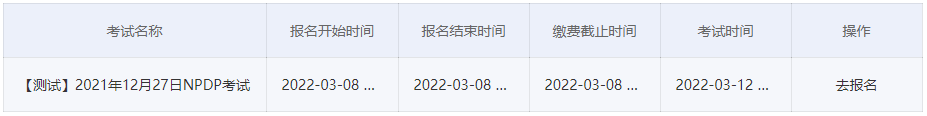 考试名称 报名开始时间 报名结束时间 缴费截止时间 考试时间 操作
【测试】2021年12月27日NPDP考试 2022-03-08 ... 2022-03-08 ... 2022-03-08 ... 2022-03-12 ... 去报名